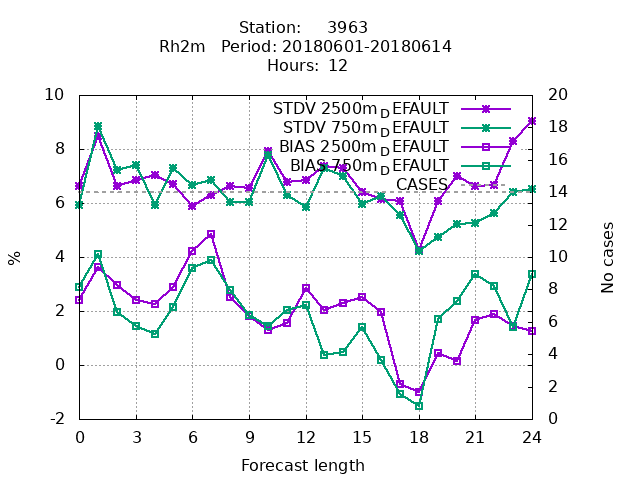 Station: 3963
Rh2m Period: 20180601-20180614
Hours: 12
STDV 2500m_DEFAULT
STDV 750m_DEFAULT
BIAS 2500m_DEFAULT
BIAS 750m_DEFAULT
CASES
10
8
6
4
2
0
-2
%
20
18
16
14
12
10
8
6
4
2
0
No cases
0 3 6 9 12 15 18 21 24
Forecast length